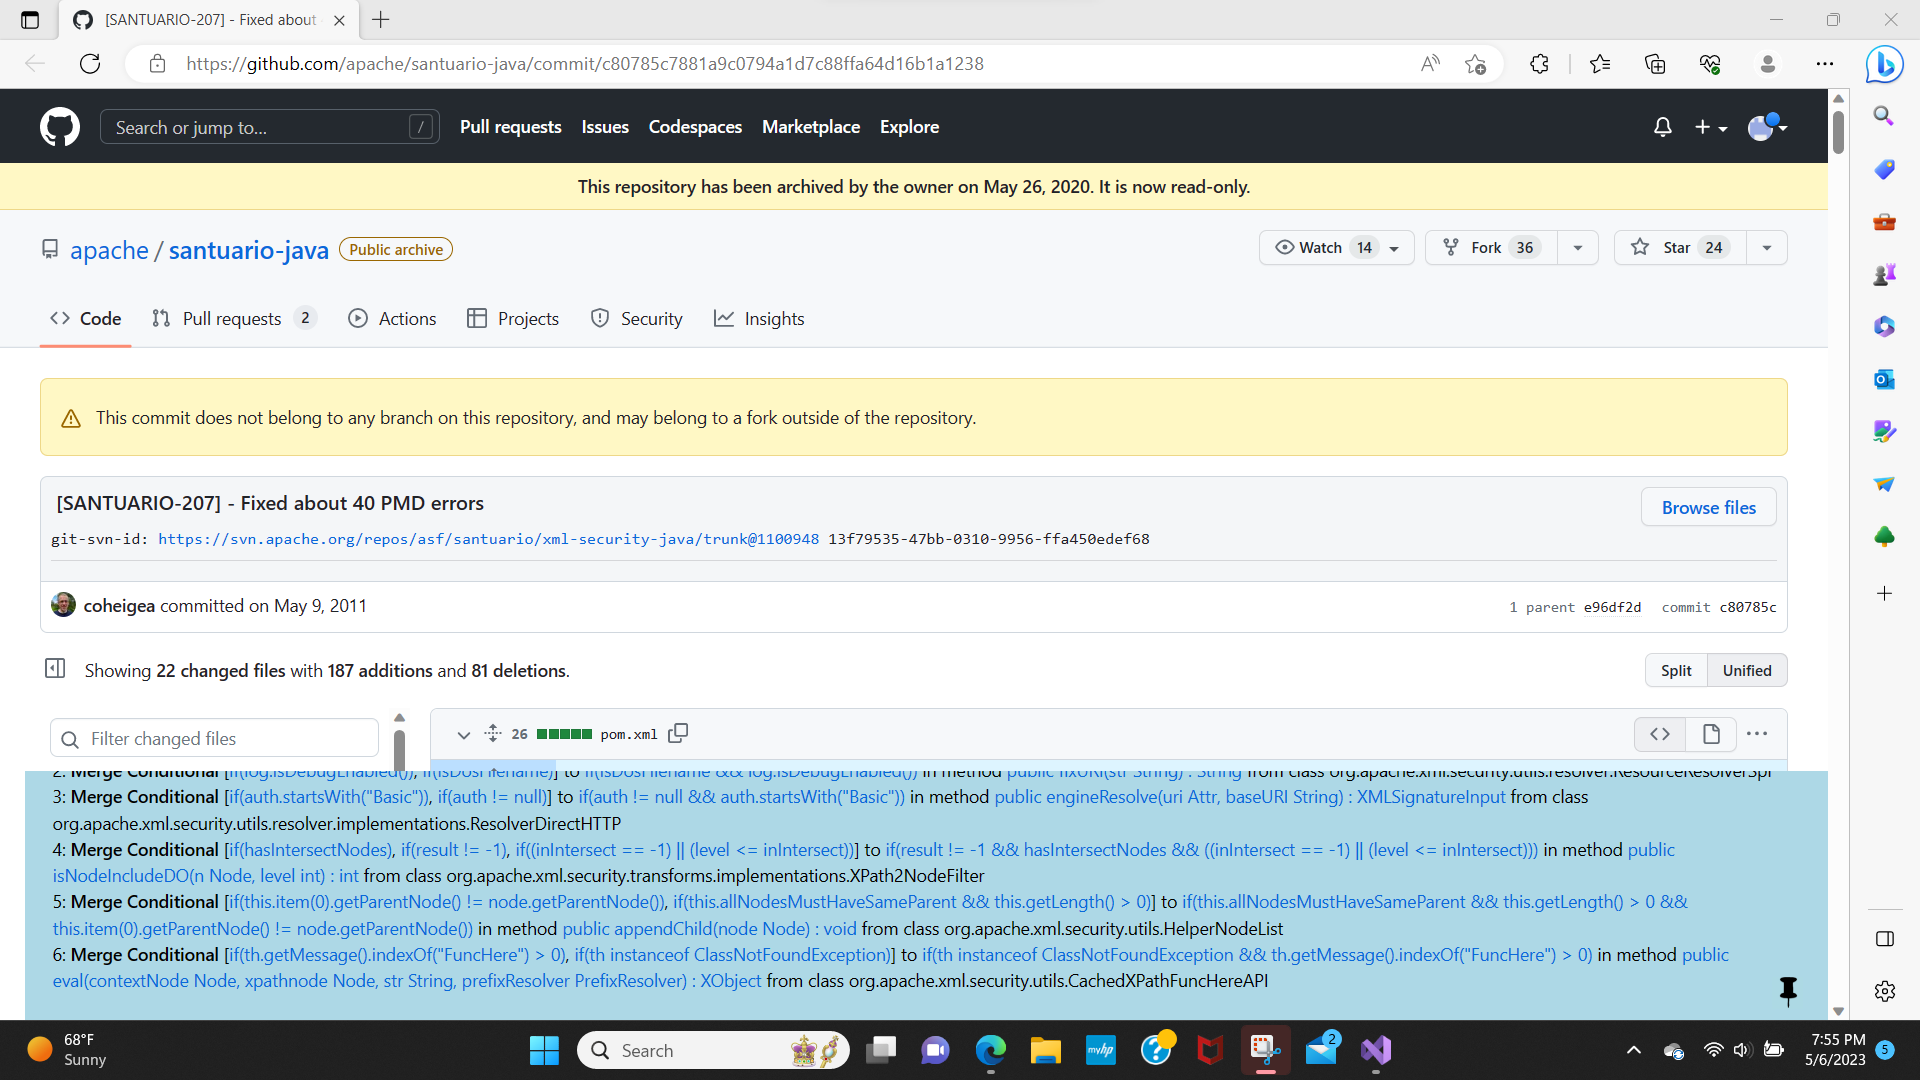 [SANTUARIO-207] - Fixed about
https://github.com/apache/santuario-java/commit/c80785c7881a9c0794a1d7c88ffa64d16b1a1238
Search or jump to... /
Pull requests Issues Codespaces Marketplace Explore
This repository has been archived by the owner on May 26, 2020. It is now read-only.
apache / santuario-java Public archive
Watch 14 Fork 36 Star 24
Code Pull requests 2 Actions Projects Security Insights
This commit does not belong to any branch on this repository, and may belong to a fork outside of the repository.
[SANTUARIO-207] - Fixed about 40 PMD errors
Browse files
git-svn-id: https://svn.apache.org/repos/asf/santuario/xml-security-java/trunk@1100948 13f79535-47bb-0310-9956-ffa450edef68
coheigea committed on May 9, 2011
1 parent e96df2d commit c80785c
Showing 22 changed files with 187 additions and 81 deletions.
Split Unified
Filter changed files
26 pom.xml
2: Merge Conditional [if(log.isDebugEnabled()), if(isDosFilename)] to if(isDosFilename && log.isDebugEnabled()) in method public fixURI(str String) : String from class org.apache.xml.security.utils.resolver.ResourceResolverSpi
3: Merge Conditional [if(auth.startsWith("Basic")), if(auth != null)] to if(auth != null && auth.startsWith("Basic")) in method public engineResolve(uri Attr, baseURI String) : XMLSignatureInput from class
org.apache.xml.security.utils.resolver.implementations.ResolverDirectHTTP
4: Merge Conditional [if(hasIntersectNodes), if(result != -1), if((inIntersect == -1) || (level <= inIntersect))] to if(result != -1 && hasIntersectNodes && ((inIntersect == -1) || (level <= inIntersect))) in method public
isNodeIncludeDO(n Node, level int) : int from class org.apache.xml.security.transforms.implementations.XPath2NodeFilter
5: Merge Conditional [if(this.item(0).getParentNode() != node.getParentNode()), if(this.allNodesMustHaveSameParent && this.getLength() > 0)] to if(this.allNodesMustHaveSameParent && this.getLength() > 0 &&
this.item(0).getParentNode() != node.getParentNode()) in method public appendChild(node Node) : void from class org.apache.xml.security.utils.HelperNodeList
6: Merge Conditional [if(th.getMessage().indexOf("FuncHere") > 0), if(th instanceof ClassNotFoundException)] to if(th instanceof ClassNotFoundException && th.getMessage().indexOf("FuncHere") > 0) in method public
eval(contextNode Node, xpathnode Node, str String, prefixResolver PrefixResolver) : XObject from class org.apache.xml.security.utils.CachedXPathFuncHereAPI
68°F
Sunny
Search
myhp
2
7:55 PM
5/6/2023
5